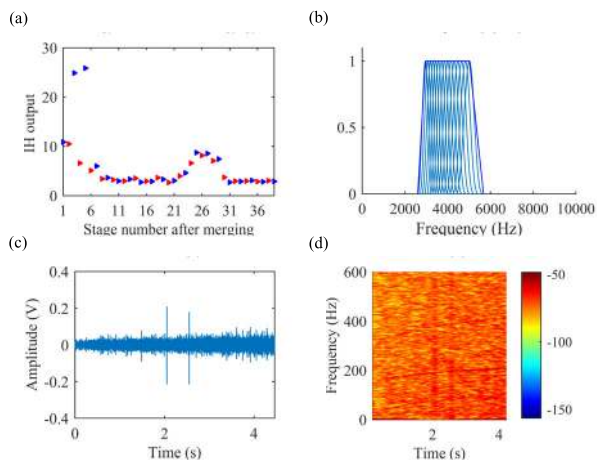 (a)
(b)
30
20
10
0
IH output
1 6 11 16 21 26 31 36
Stage number after merging
1
0.5
0
0 2000 4000 6000 8000 10000
Frequency (Hz)
(c)
(d)
0.4
0.2
0
-0.2
-0.4
Amplitude (V)
0 2 4
Time (s)
600
400
200
0
Frequency (Hz)
2 4
Time (s)
-50
-100
-150